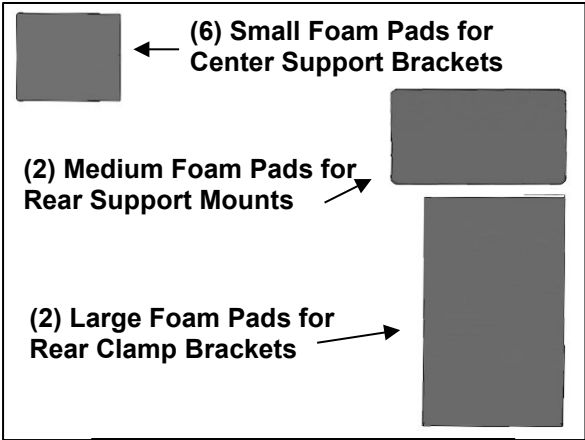 (6) Small Foam Pads for
Center Support Brackets
(2) Medium Foam Pads for
Rear Support Mounts
(2) Large Foam Pads for
Rear Clamp Brackets